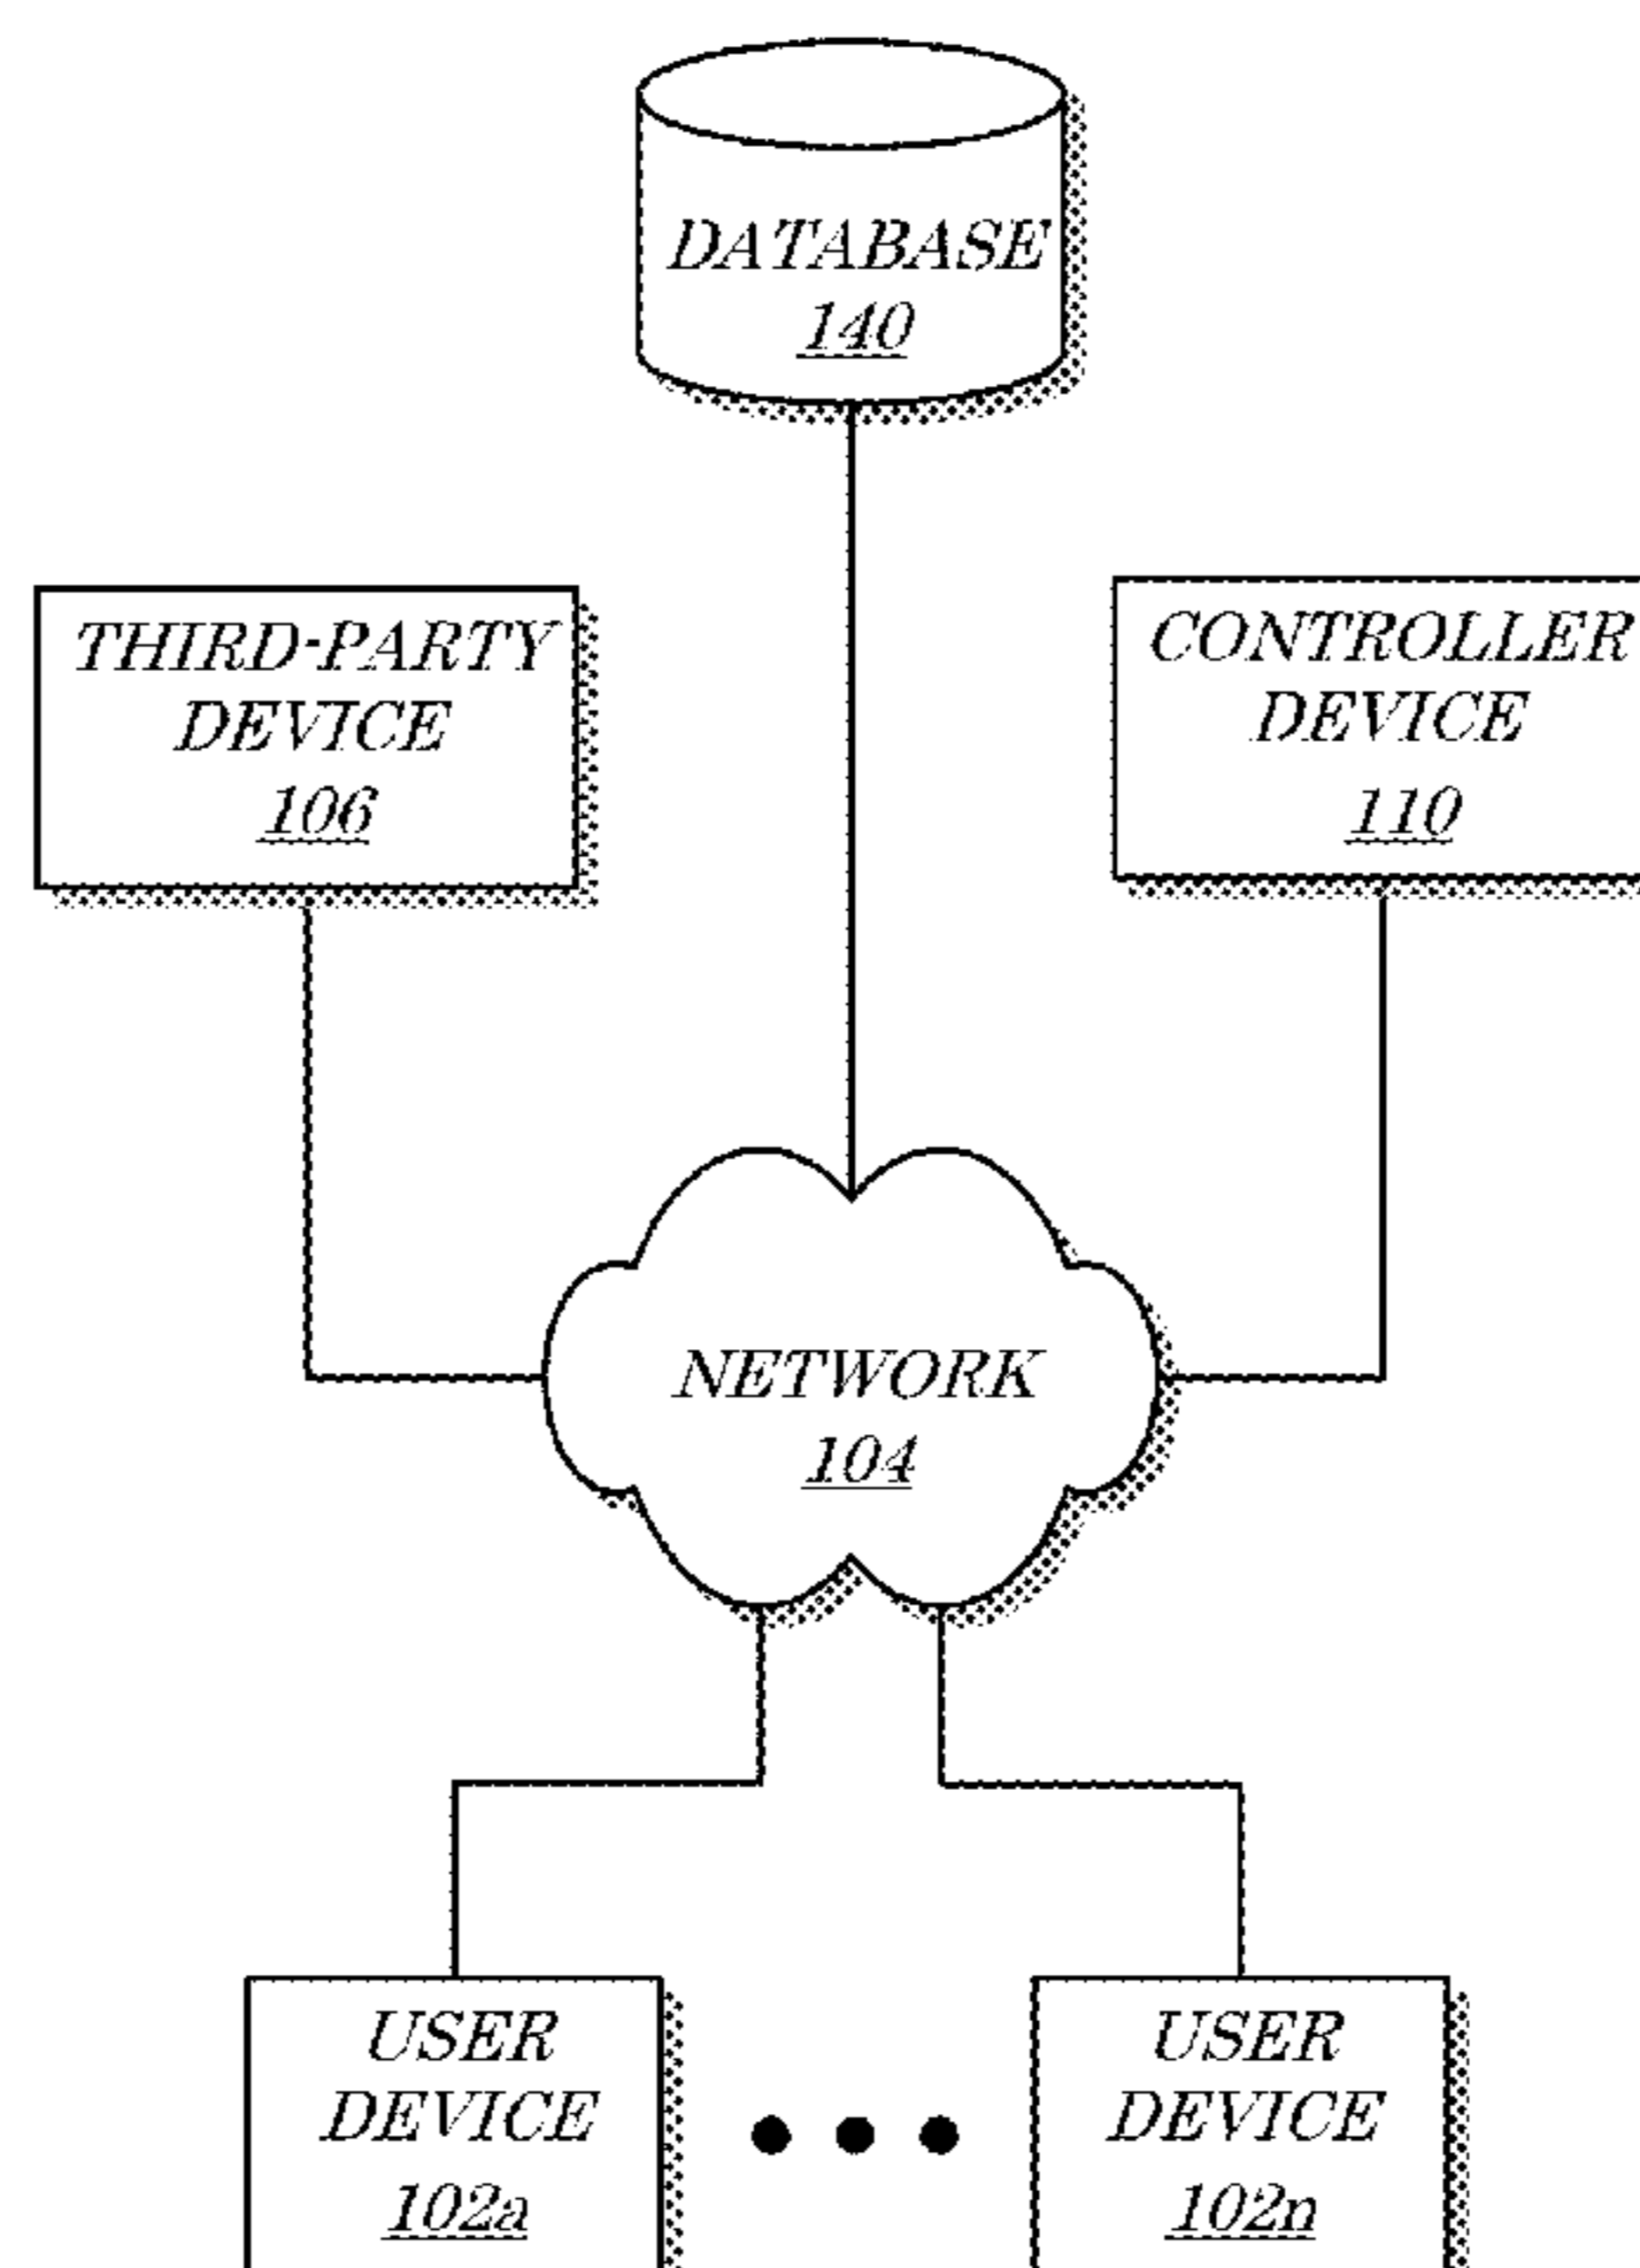 DATABASE
140
THIRD-PARTY
DEVICE
106
CONTROLLER
DEVICE
110
NETWORK
104
USER
DEVICE
102a
USER
DEVICE
102n